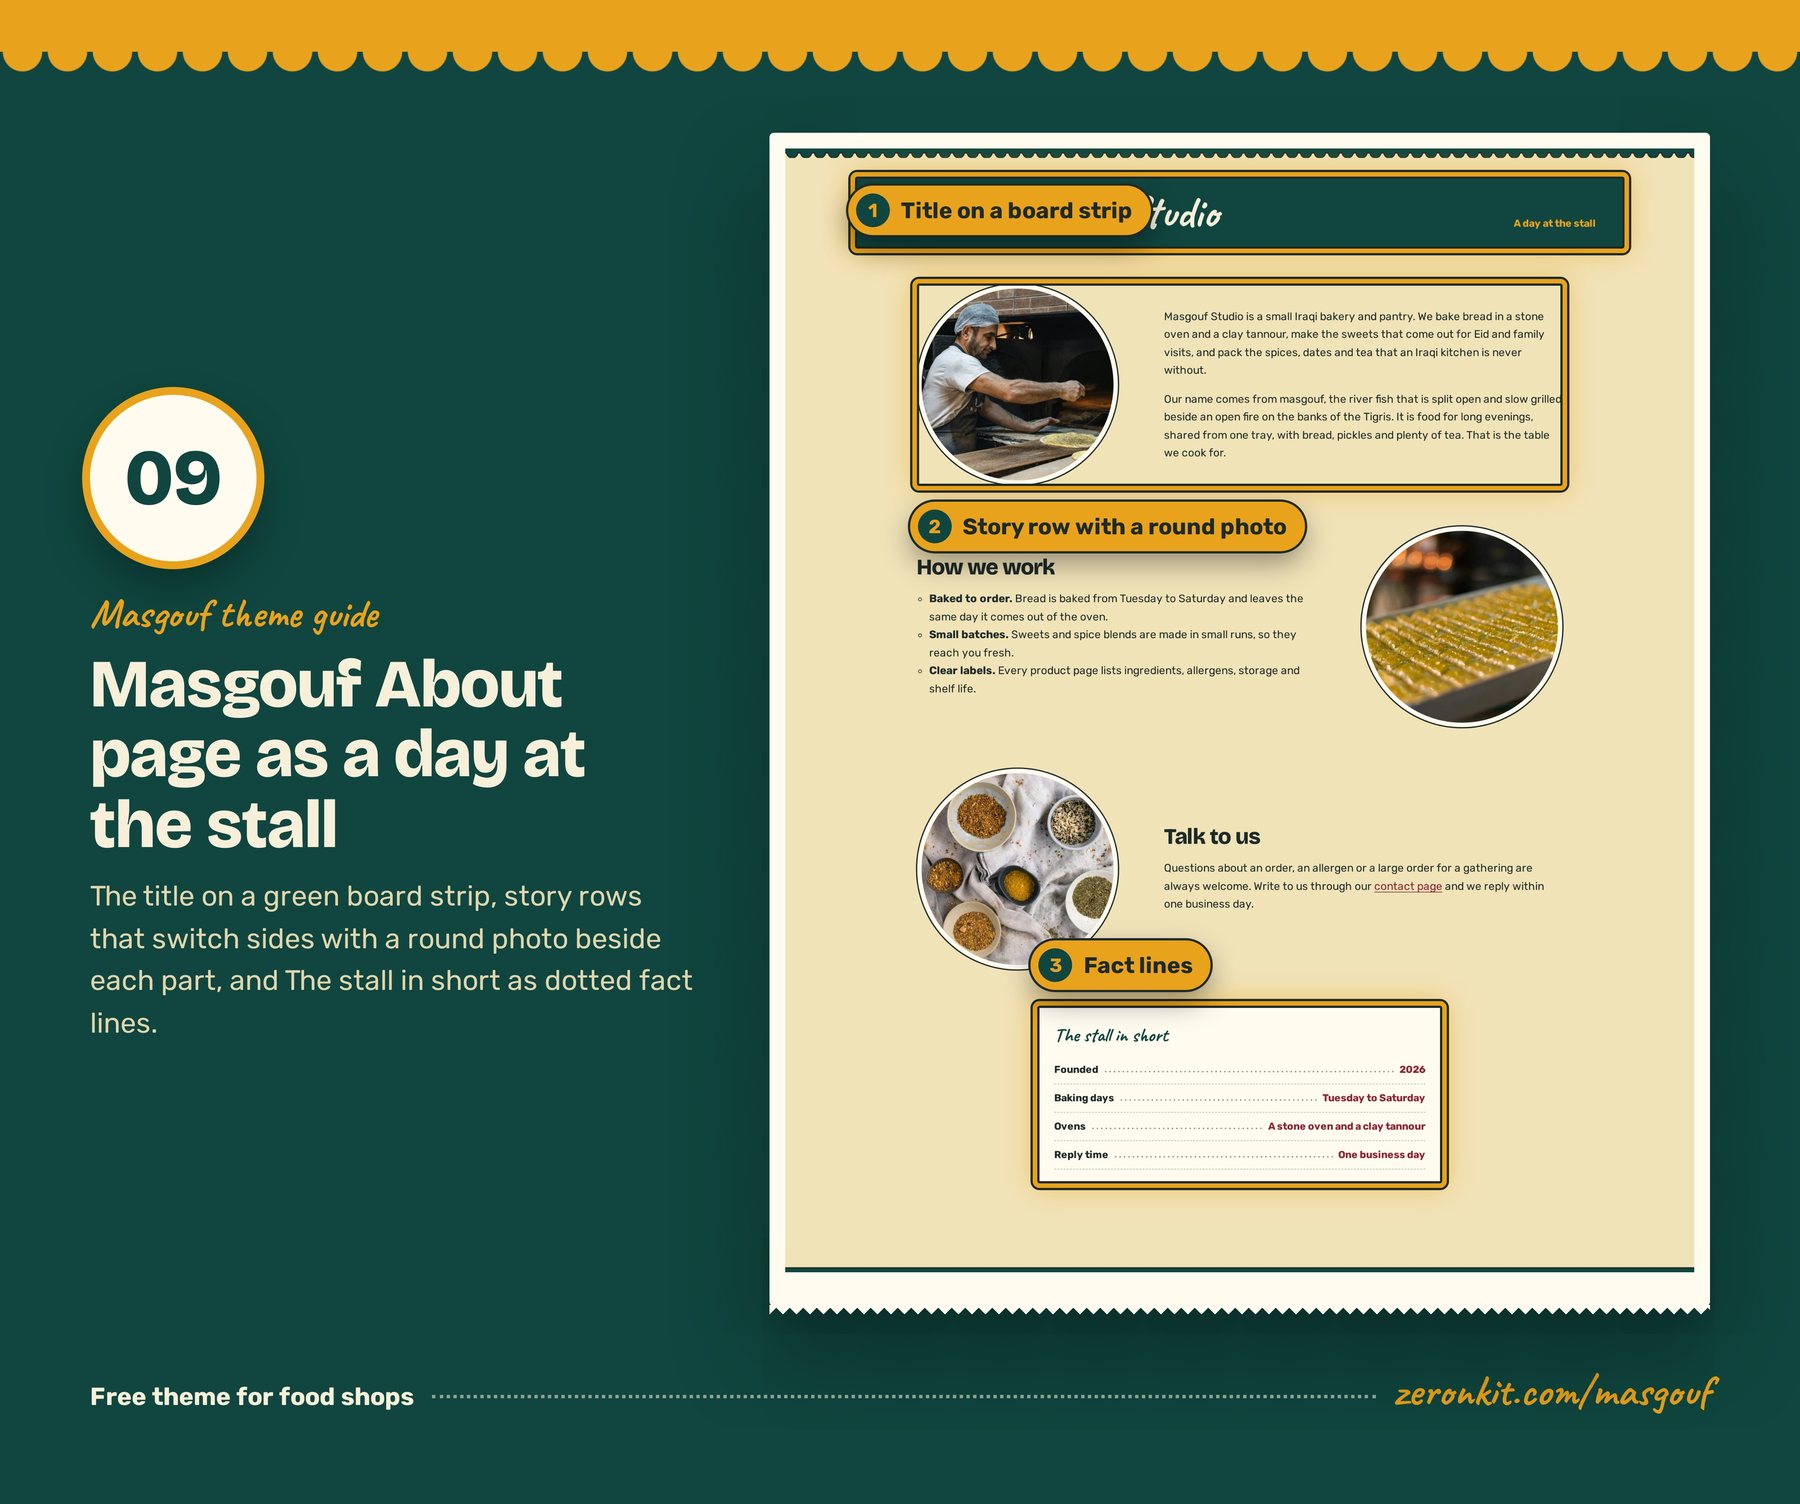 09
Masgouf theme guide
Masgouf About
page as a day at
the stall
The title on a green board strip, story rows
that switch sides with a round photo beside
each part, and The stall in short as dotted fact
lines.
1 Title on a board strip
A day at the stall
Masgouf Studio is a small Iraqi bakery and pantry. We bake bread in a stone
oven and a clay tannour, make the sweets that come out for Eid and family
visits, and pack the spices, dates and tea that an Iraqi kitchen is never
without.
Our name comes from masgouf, the river fish that is split open and slow grilled
beside an open fire on the banks of the Tigris. It is food for long evenings,
shared from one tray, with bread, pickles and plenty of tea. That is the table
we cook for.
2 Story row with a round photo
How we work
Baked to order. Bread is baked from Tuesday to Saturday and leaves the
same day it comes out of the oven.
Small batches. Sweets and spice blends are made in small runs, so they
reach you fresh.
Clear labels. Every product page lists ingredients, allergens, storage and
shelf life.
Talk to us
Questions about an order, an allergen or a large order for a gathering are
always welcome. Write to us through our contact page and we reply within
one business day.
3 Fact lines
The stall in short
Founded 2026
Baking days Tuesday to Saturday
Ovens A stone oven and a clay tannour
Reply time One business day
Free theme for food shops
zeronkit.com/masgouf